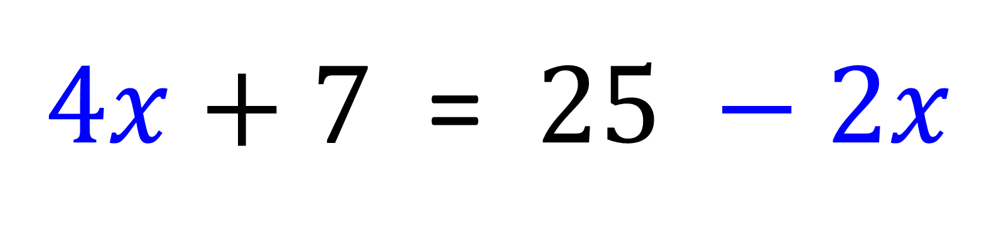 4x + 7 = 25 − 2x